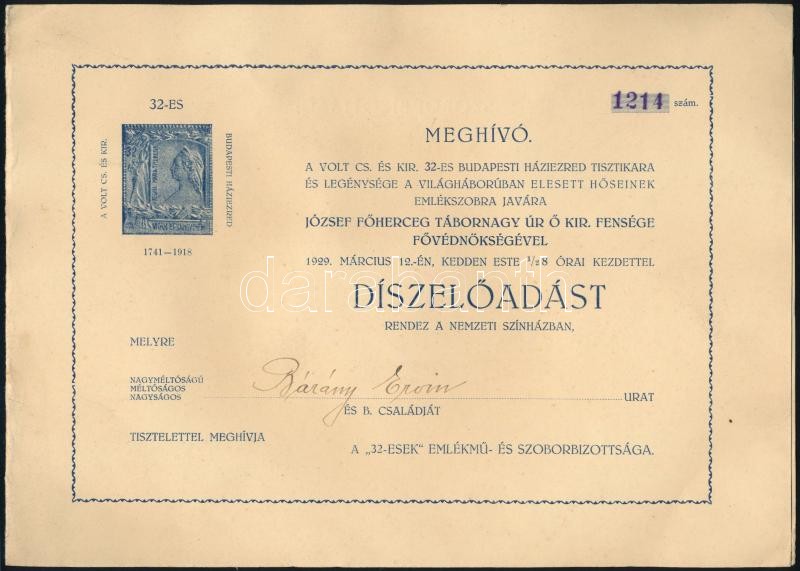 32-ES
A VOLT CS. ÉS KIR.
BUDAPESTI HÁZIEZRED
1741—1918
1214 szám.
MEGHÍVÓ.
A VOLT CS. ÉS KIR. 32-ES BUDAPESTI HÁZIEZRED TISZTIKARA
ÉS LEGÉNYSÉGE A VILÁGHÁBORÚBAN ELESETT HŐSEINEK
EMLÉKSZOBRA JAVÁRA
JÓZSEF FŐHERCEG TÁBORNAGY ÚR Ő KIR. FENSÉGE
FŐVÉDNÖKSÉGÉVEL
1929. MÁRCIUS 12.-ÉN, KEDDEN ESTE ½8 ÓRAI KEZDETTEL
DÍSZELŐADÁST
RENDEZ A NEMZETI SZÍNHÁZBAN,
darabanth
MELYRE
NAGYMÉLTÓSÁGÚ
MÉLTÓSÁGOS
NAGYSÁGOS
Bárány Ervin
URAT
ÉS B. CSALÁDJÁT
TISZTELETTEL MEGHÍVJA
A „32-ESEK" EMLÉKMŰ- ÉS SZOBORBIZOTTSÁGA.